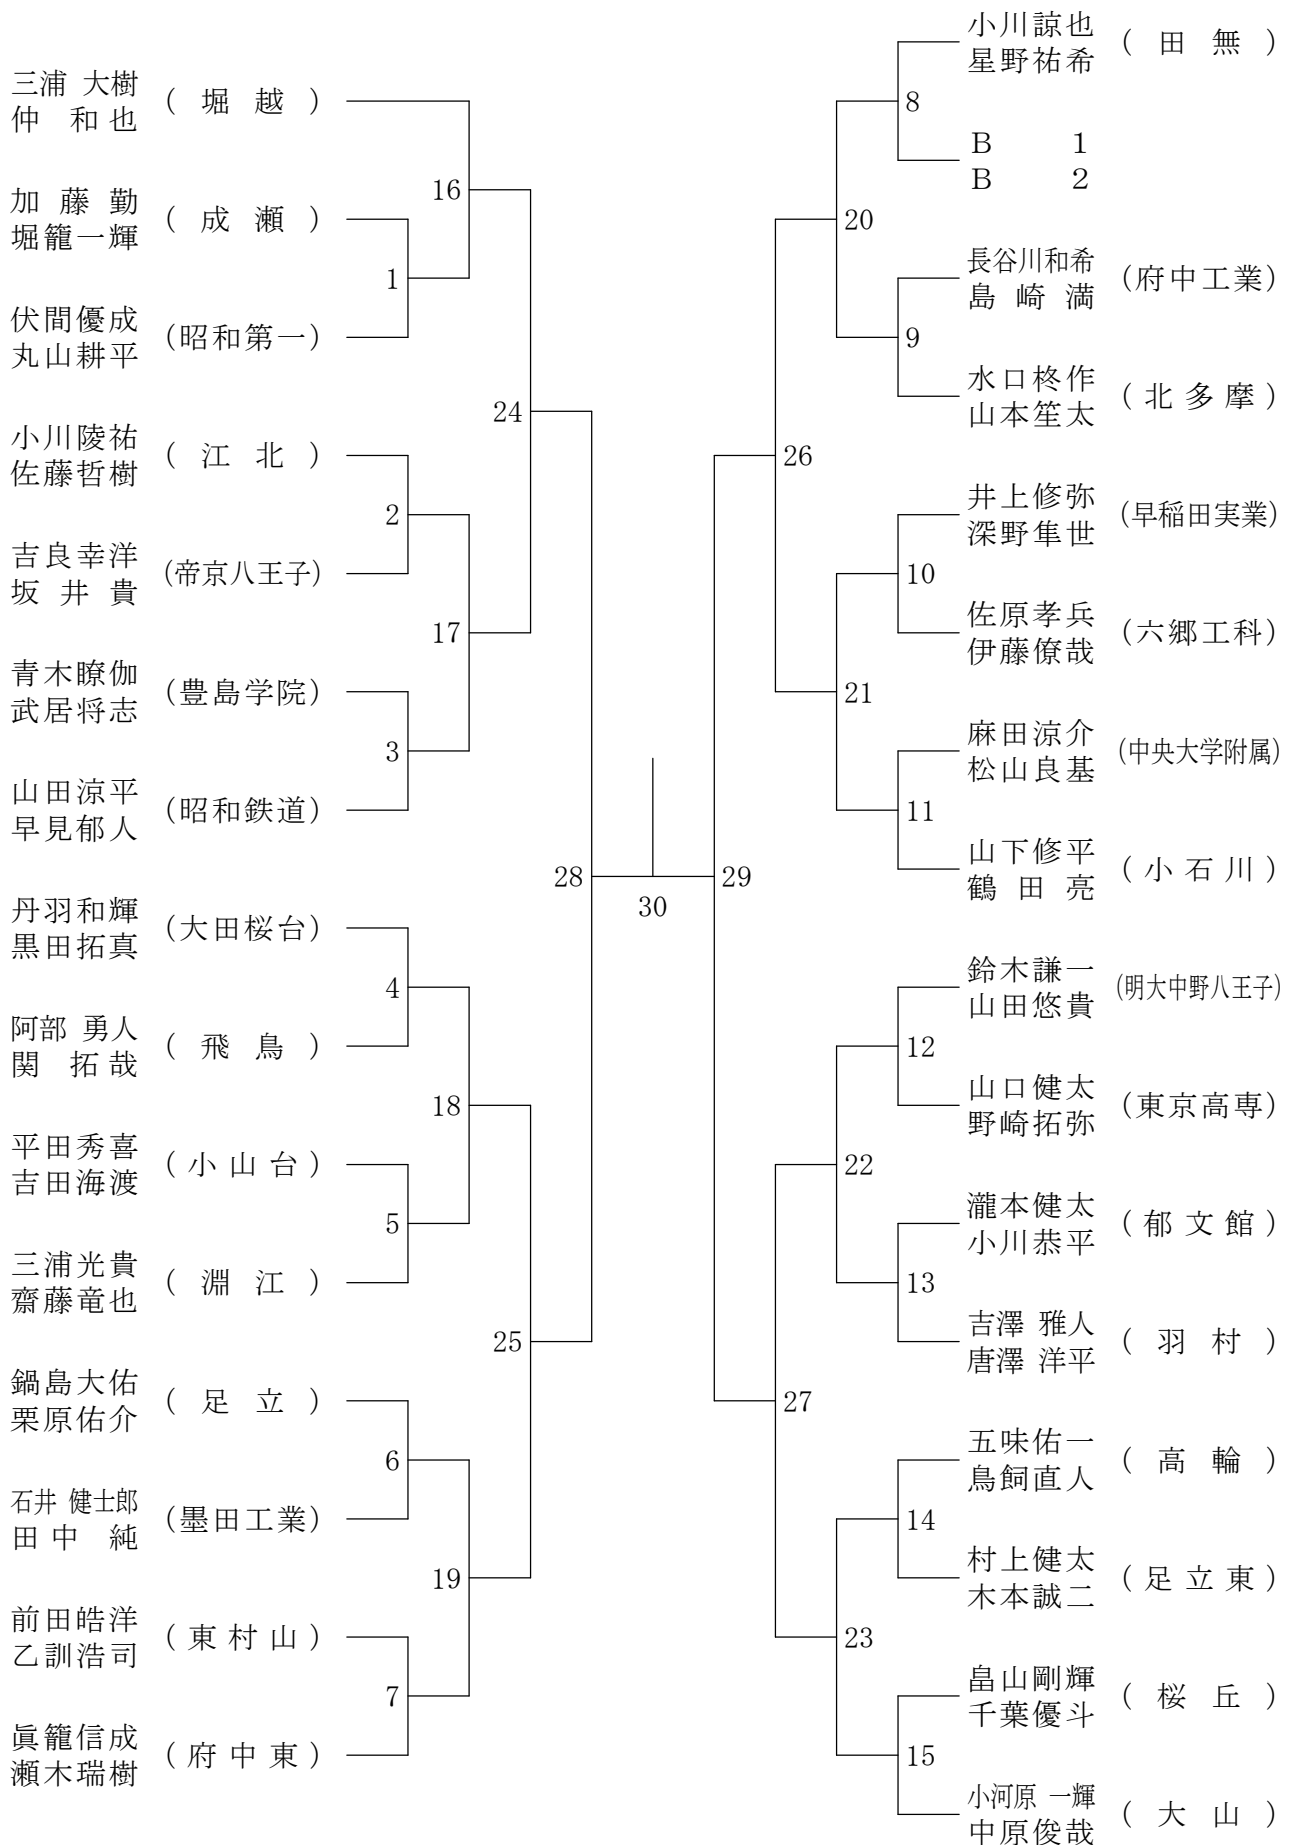 三浦 大樹
仲 和也
( 堀 越 )
加 藤 勤
堀籠一輝
( 成 瀬 )
伏間優成
丸山耕平
(昭和第一)
小川陵祐
佐藤哲樹
( 江 北 )
吉良幸洋
坂 井 貴
(帝京八王子)
青木瞭伽
武居将志
(豊島学院)
山田涼平
早見郁人
(昭和鉄道)
丹羽和輝
黒田拓真
(大田桜台)
阿部 勇人
関 拓哉
( 飛 鳥 )
平田秀喜
吉田海渡
( 小 山 台 )
三浦光貴
齋藤竜也
( 淵 江 )
鍋島大佑
栗原佑介
( 足 立 )
石井 健士郎
田中 純
(墨田工業)
前田皓洋
乙訓浩司
( 東 村 山 )
眞籠信成
瀬木瑞樹
( 府 中 東 )
1
2
3
4
5
6
7
16
17
18
19
24
25
28
30
29
26
27
20
21
22
23
8
9
10
11
12
13
14
15
小川諒也
星野祐希
( 田 無 )
B 1
B 2
長谷川和希
島 崎 満
(府中工業)
水口柊作
山本笙太
( 北 多 摩 )
井上修弥
深野隼世
(早稲田実業)
佐原孝兵
伊藤僚哉
(六郷工科)
麻田涼介
松山良基
(中央大学附属)
山下修平
鶴 田 亮
( 小 石 川 )
鈴木謙一
山田悠貴
(明大中野八王子)
山口健太
野崎拓弥
(東京高専)
瀧本健太
小川恭平
( 郁 文 館 )
吉澤 雅人
唐澤 洋平
( 羽 村 )
五味佑一
鳥飼直人
( 高 輪 )
村上健太
木本誠二
( 足 立 東 )
畠山剛輝
千葉優斗
( 桜 丘 )
小河原 一輝
中原俊哉
( 大 山 )